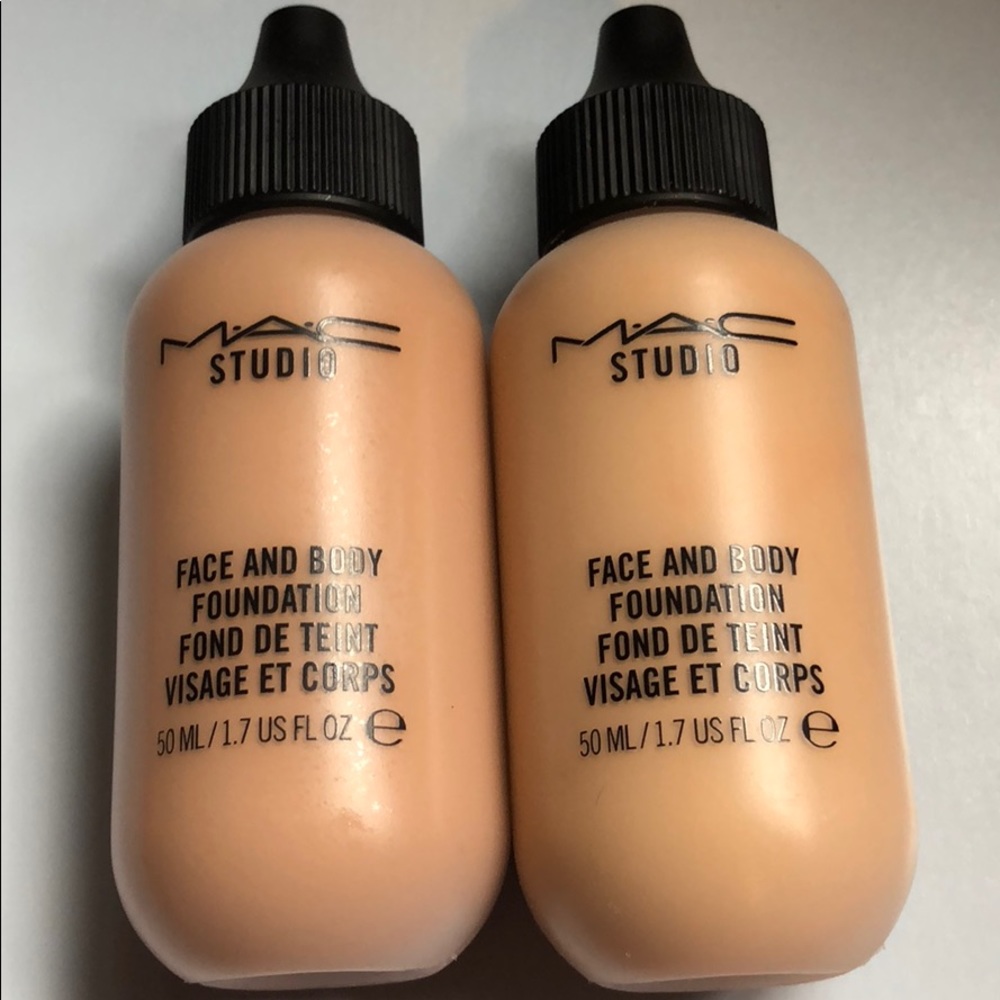 M·A·C
STUDIO
FACE AND BODY
FOUNDATION
FOND DE TEINT
VISAGE ET CORPS
50 ML / 1.7 US FL OZ ℮
M·A·C
STUDIO
FACE AND BODY
FOUNDATION
FOND DE TEINT
VISAGE ET CORPS
50 ML / 1.7 US FL OZ ℮